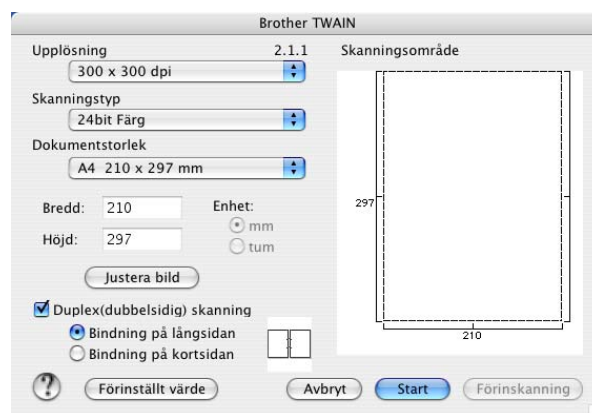 Brother TWAIN
Upplösning 2.1.1
300 x 300 dpi
Skanningstyp
24bit Färg
Dokumentstorlek
A4 210 x 297 mm
Bredd: 210
Höjd: 297
Enhet:
mm
tum
Justera bild
Duplex(dubbelsidig) skanning
Bindning på långsidan
Bindning på kortsidan
Skanningsområde
297
210
? Förinställt värde Avbryt Start Förinskanning